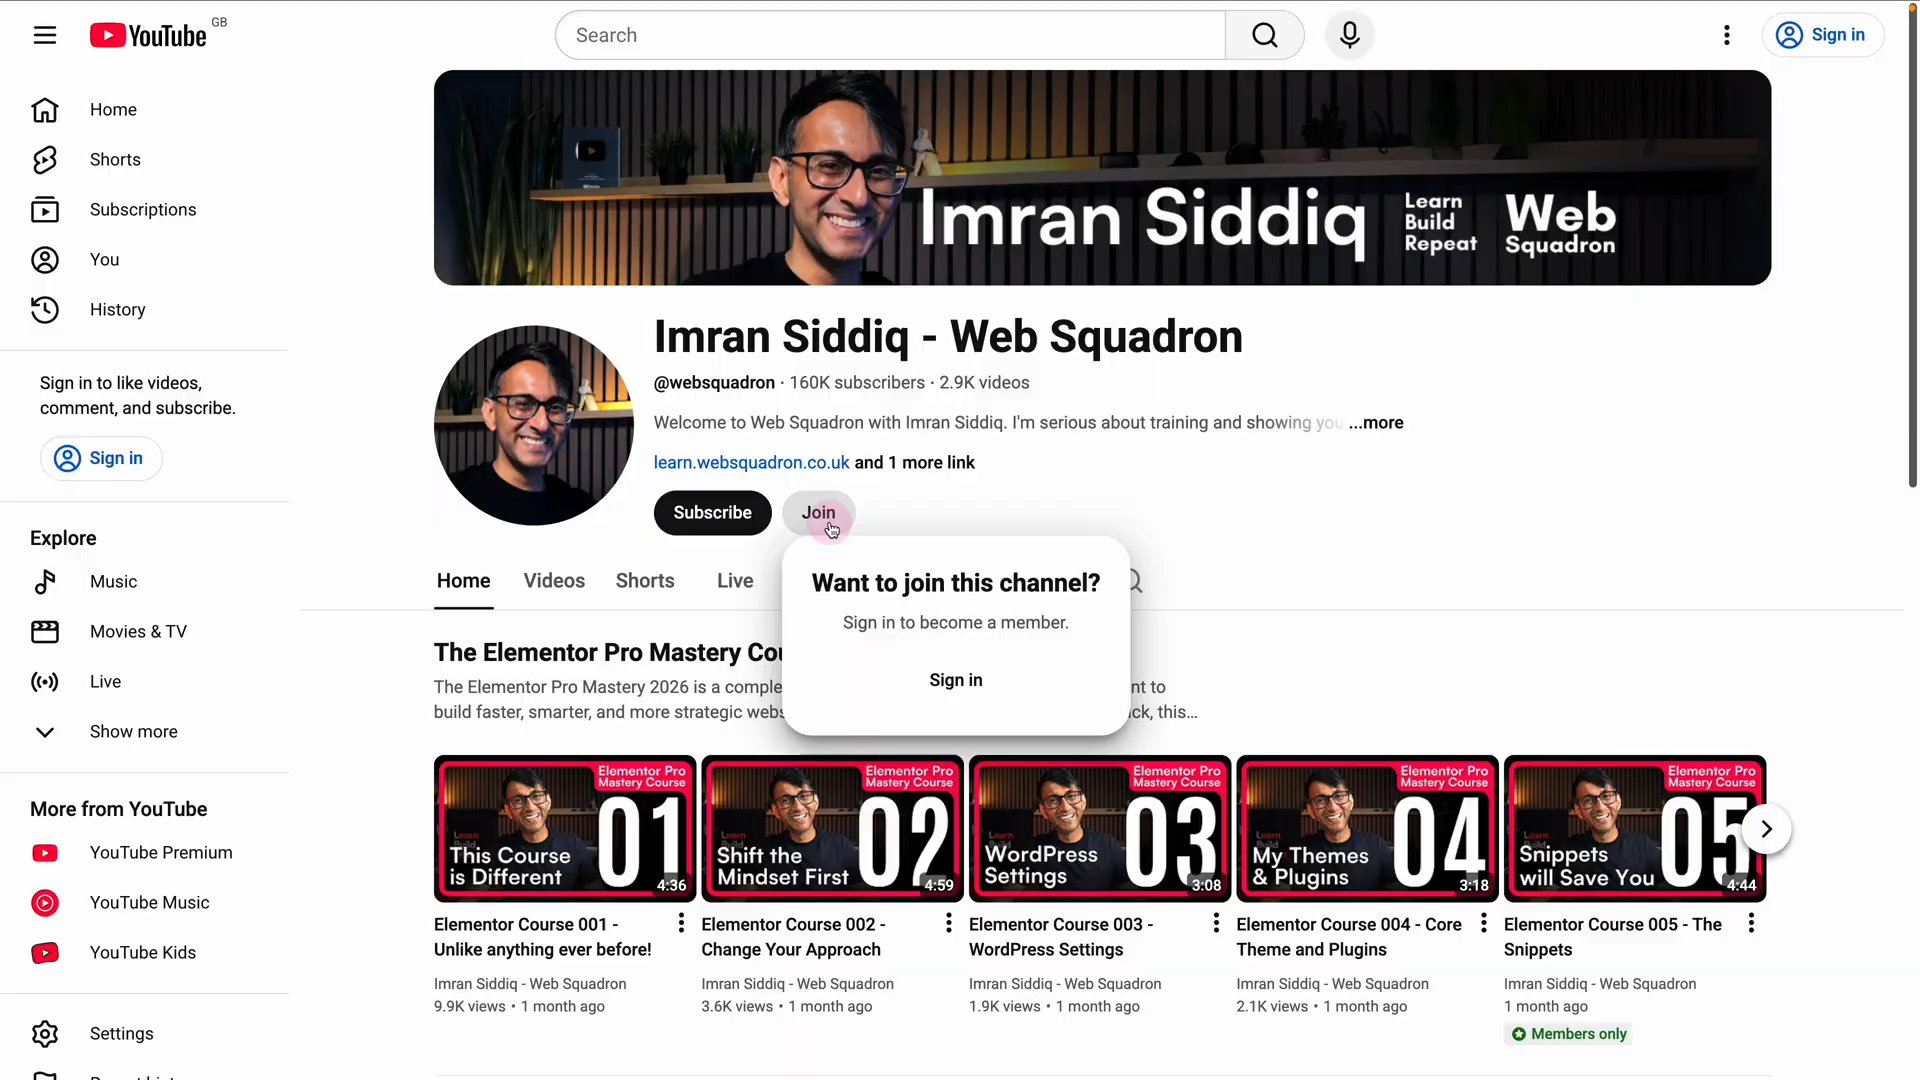 YouTube GB
Search
Sign in
Home
Shorts
Subscriptions
You
History
Sign in to like videos,
comment, and subscribe.
Sign in
Explore
Music
Movies & TV
Live
Show more
More from YouTube
YouTube Premium
YouTube Music
YouTube Kids
Settings
Imran Siddiq
Learn
Build
Repeat
Web
Squadron
Imran Siddiq - Web Squadron
@websquadron · 160K subscribers · 2.9K videos
Welcome to Web Squadron with Imran Siddiq. I'm serious about training and showing you ...more
learn.websquadron.co.uk and 1 more link
Subscribe
Join
Home
Videos
Shorts
Live
Want to join this channel?
Sign in to become a member.
Sign in
The Elementor Pro Mastery Cou
The Elementor Pro Mastery 2026 is a comple nt to
build faster, smarter, and more strategic webs ck, this...
Elementor Pro
Mastery Course
01
This Course
is Different
4:36
Elementor Course 001 -
Unlike anything ever before!
Imran Siddiq - Web Squadron
9.9K views • 1 month ago
Elementor Pro
Mastery Course
02
Shift the
Mindset First
4:59
Elementor Course 002 -
Change Your Approach
Imran Siddiq - Web Squadron
3.6K views • 1 month ago
Elementor Pro
Mastery Course
03
WordPress
Settings
3:08
Elementor Course 003 -
WordPress Settings
Imran Siddiq - Web Squadron
1.9K views • 1 month ago
Elementor Pro
Mastery Course
04
My Themes
& Plugins
3:18
Elementor Course 004 - Core
Theme and Plugins
Imran Siddiq - Web Squadron
2.1K views • 1 month ago
Elementor Pro
Mastery Course
05
Snippets
will Save You
4:44
Elementor Course 005 - The
Snippets
Imran Siddiq - Web Squadron
1 month ago
Members only